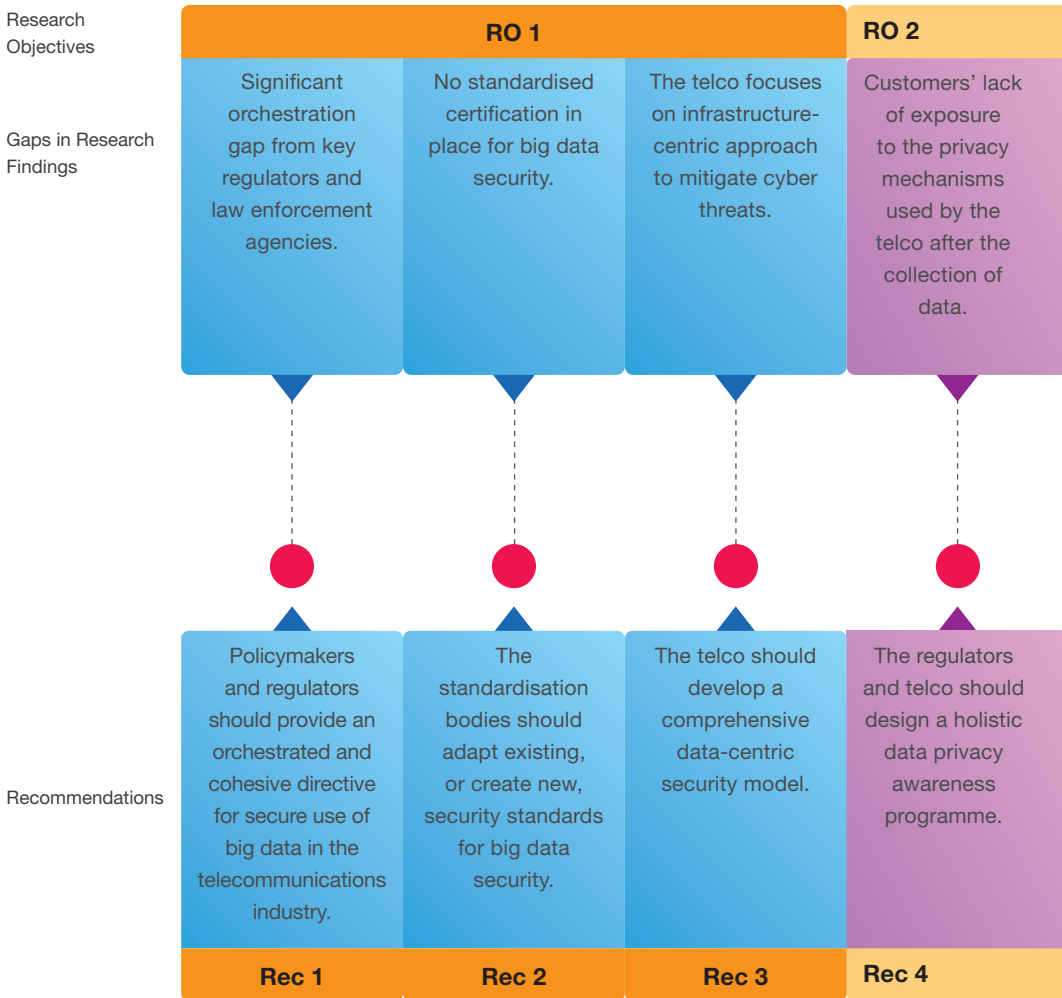 Research
Objectives
RO 1
RO 2
Gaps in Research
Findings
Significant
orchestration
gap from key
regulators and
law enforcement
agencies.
No standardised
certification in
place for big data
security.
The telco focuses
on infrastructure-
centric approach
to mitigate cyber
threats.
Customers’ lack
of exposure
to the privacy
mechanisms
used by the
telco after the
collection of
data.
Recommendations
Policymakers
and regulators
should provide an
orchestrated and
cohesive directive
for secure use of
big data in the
telecommunications
industry.
The
standardisation
bodies should
adapt existing,
or create new,
security standards
for big data
security.
The telco should
develop a
comprehensive
data-centric
security model.
The regulators
and telco should
design a holistic
data privacy
awareness
programme.
Rec 1
Rec 2
Rec 3
Rec 4